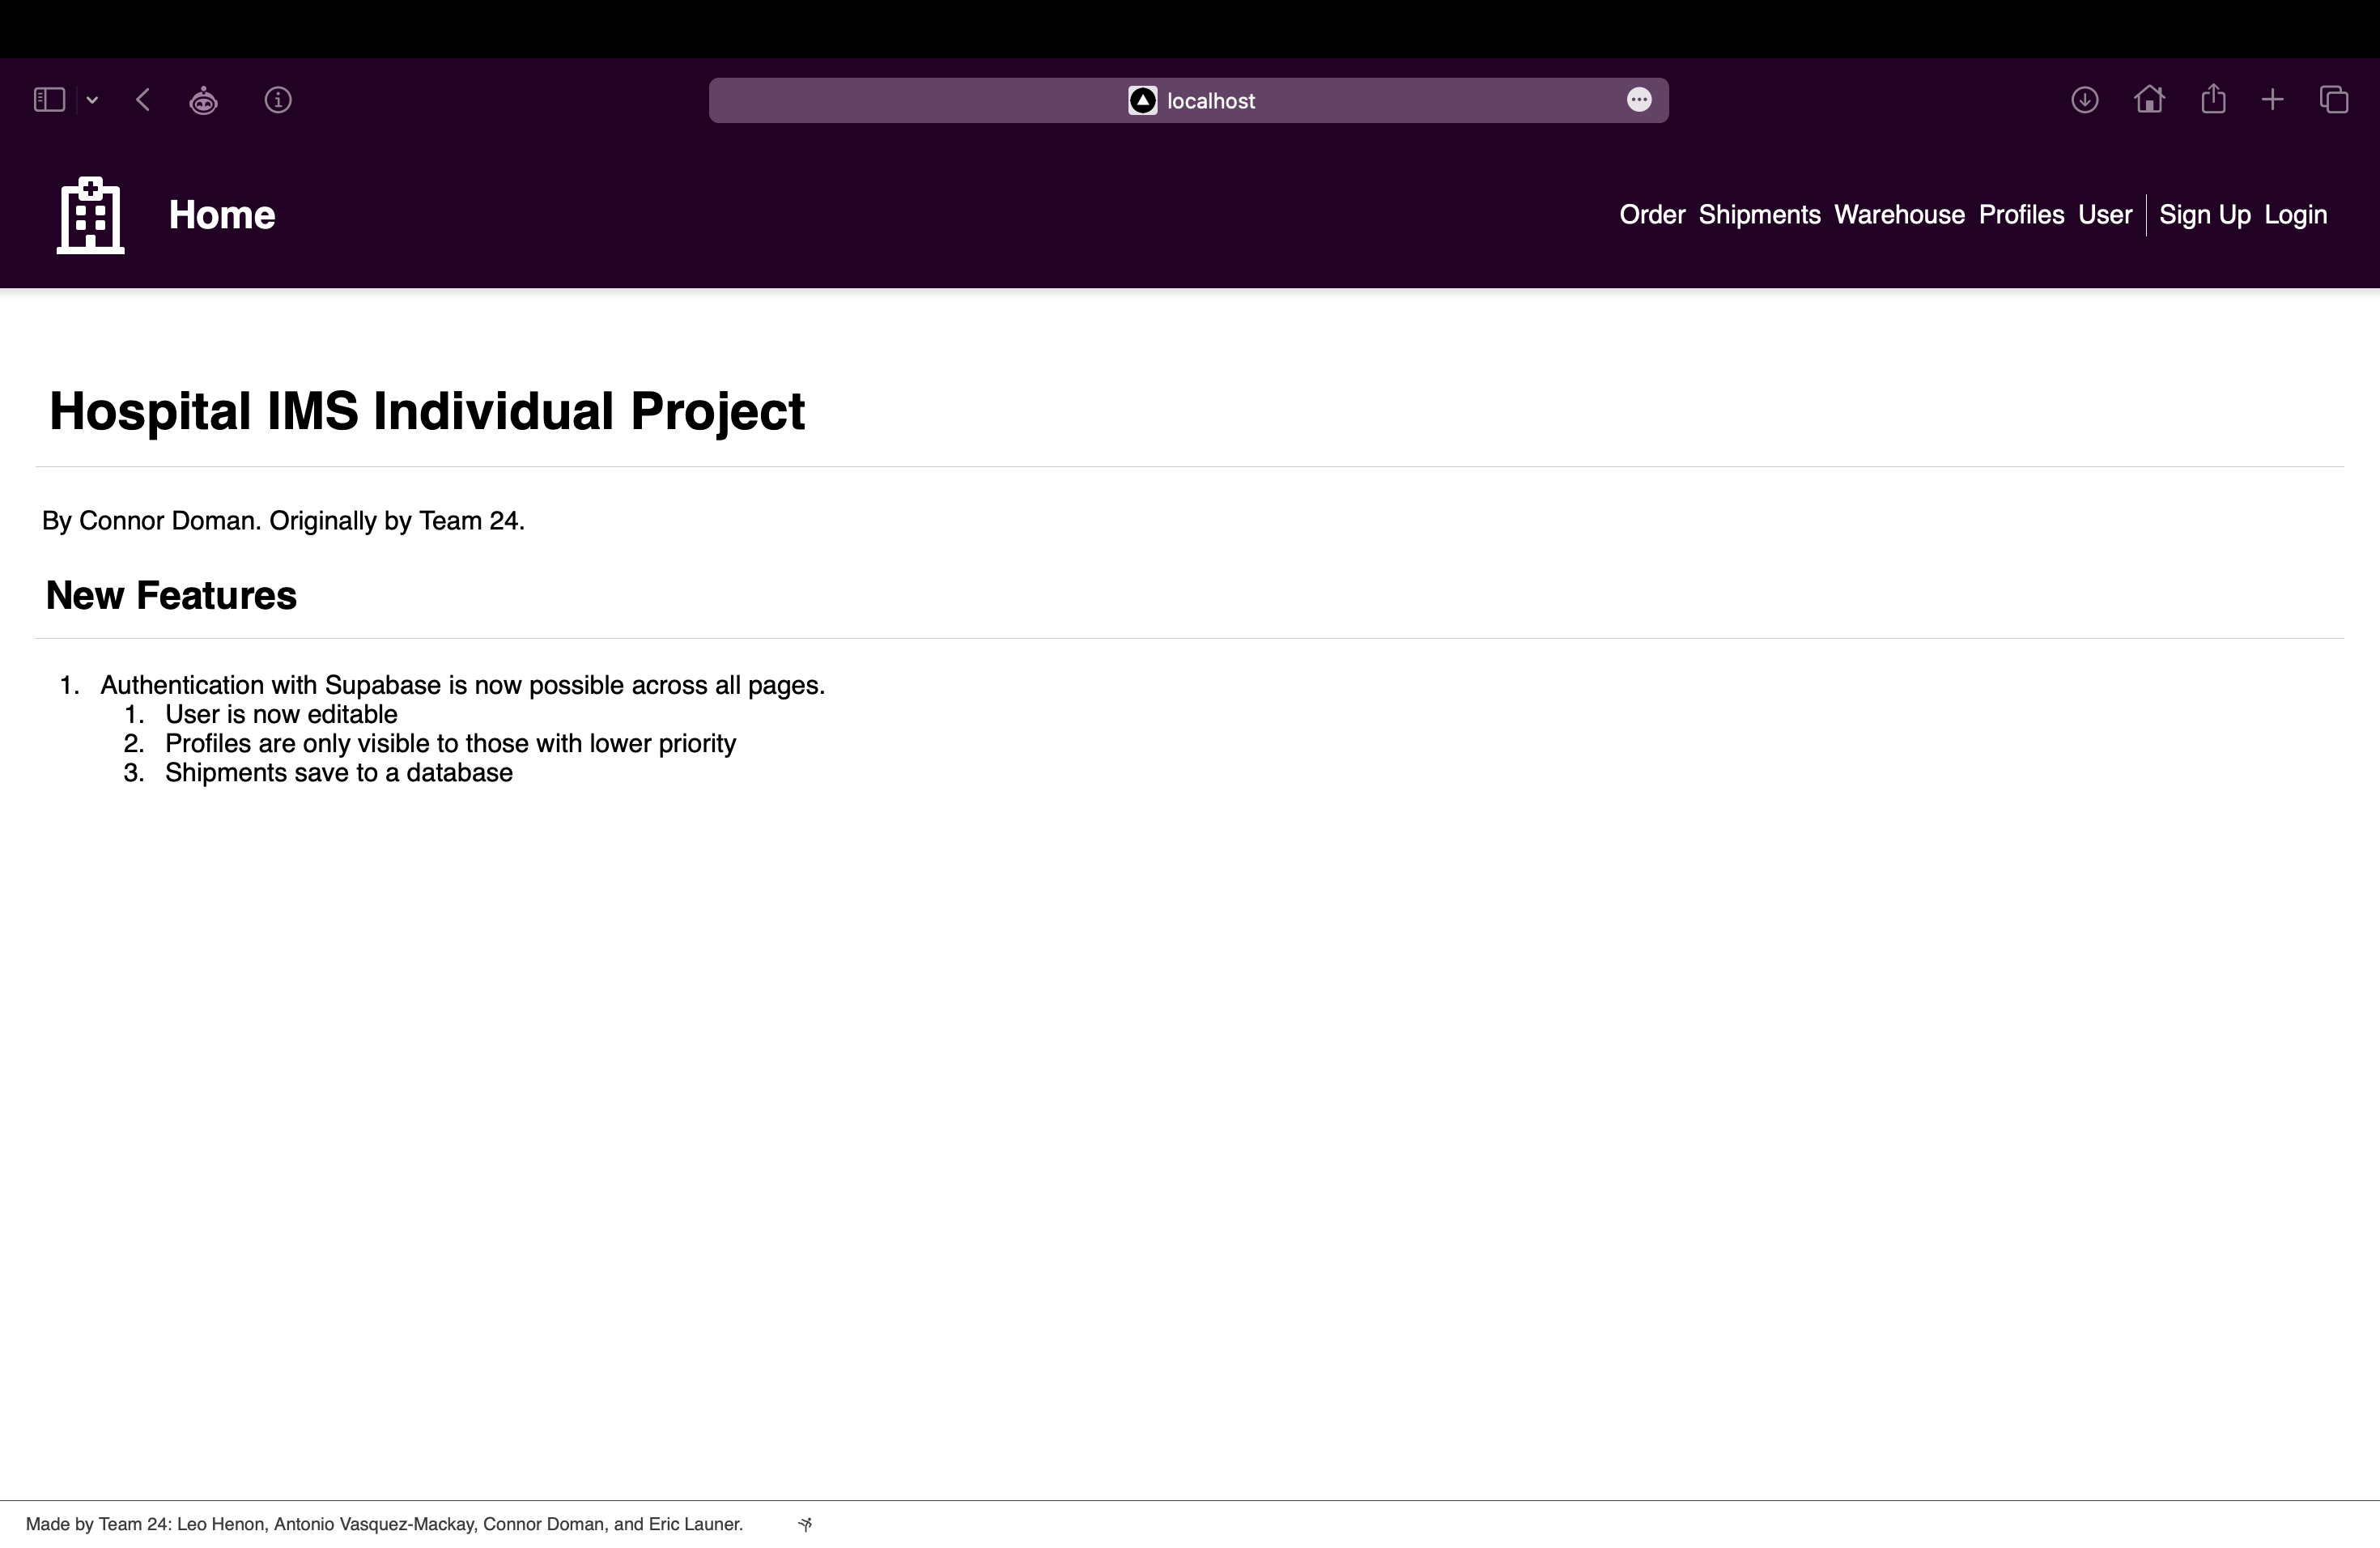 localhost
Home
Order Shipments Warehouse Profiles User Sign Up Login
Hospital IMS Individual Project
By Connor Doman. Originally by Team 24.
New Features
1. Authentication with Supabase is now possible across all pages.
1. User is now editable
2. Profiles are only visible to those with lower priority
3. Shipments save to a database
Made by Team 24: Leo Henon, Antonio Vasquez-Mackay, Connor Doman, and Eric Launer.